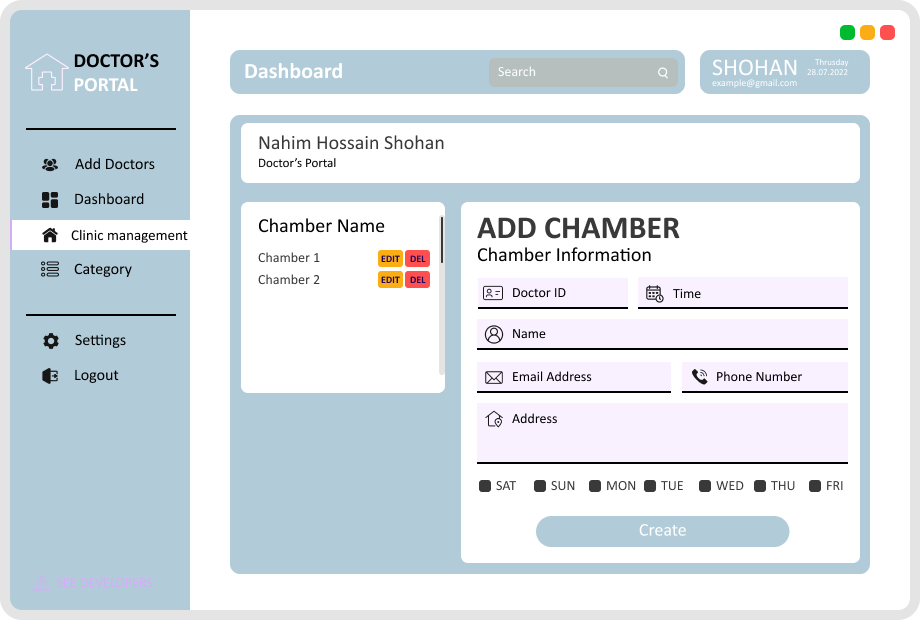 DOCTOR'S
PORTAL
Add Doctors
Dashboard
Clinic management
Category
Settings
Logout
Dashboard
Search
SHOHAN
Thrusday
28.07.2022
example@gmail.com
Nahim Hossain Shohan
Doctor's Portal
Chamber Name
Chamber 1 EDIT DEL
Chamber 2 EDIT DEL
ADD CHAMBER
Chamber Information
Doctor ID Time
Name
Email Address Phone Number
Address
SAT SUN MON TUE WED THU FRI
Create